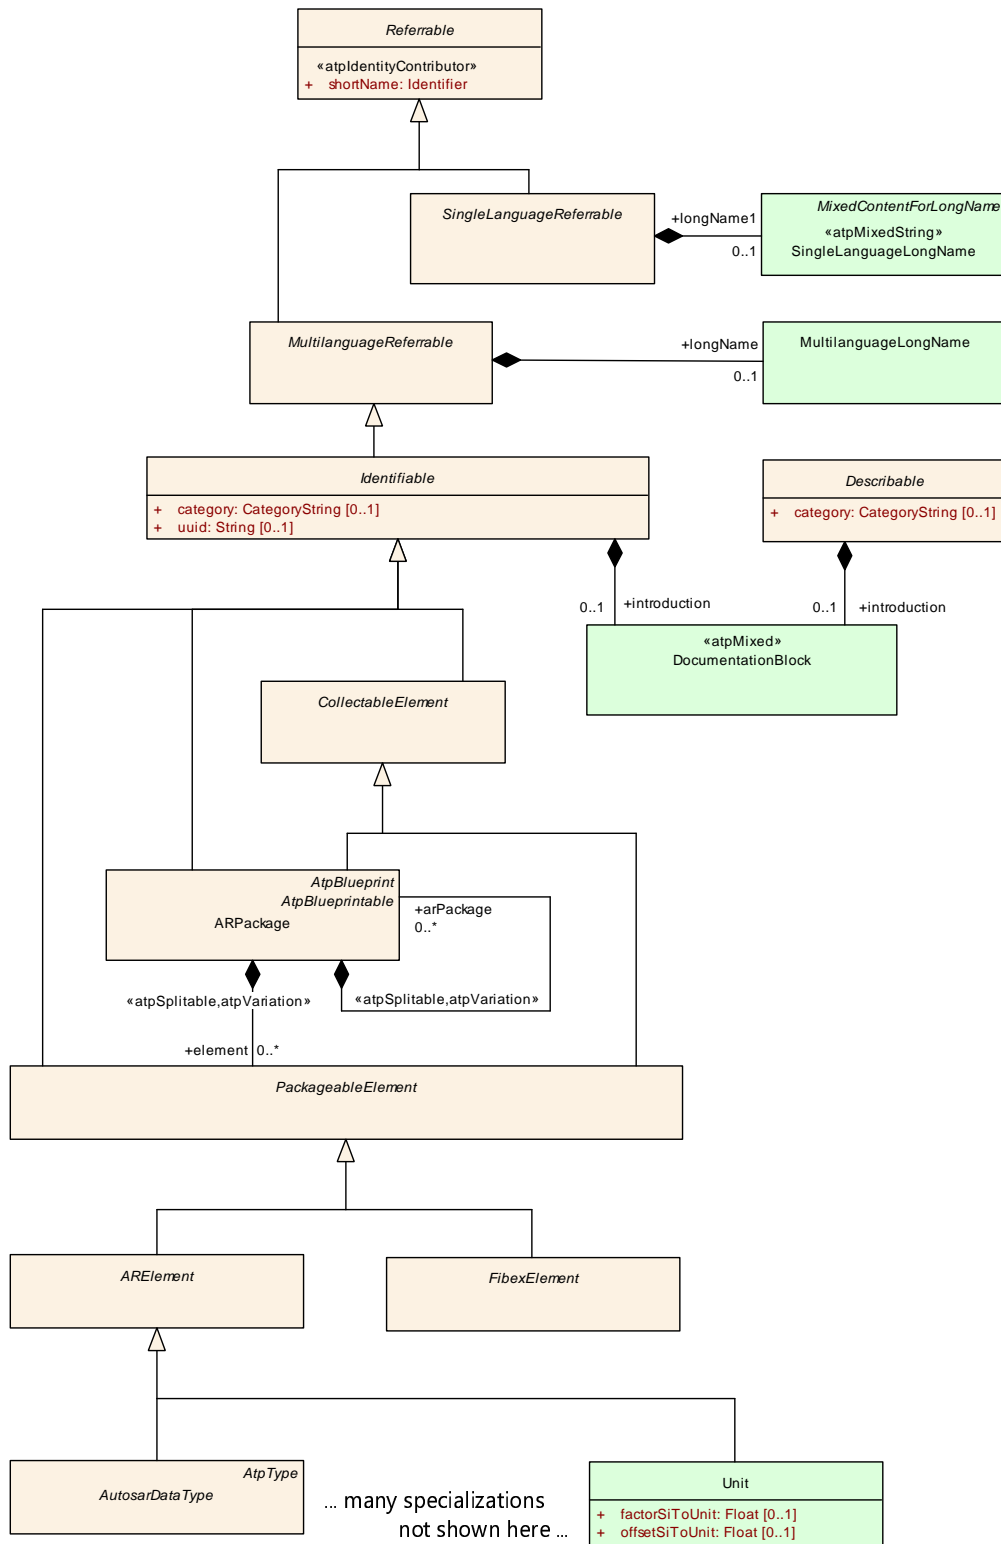 Referrable
«atpIdentityContributor»
+ shortName: Identifier
SingleLanguageReferrable
+longName1
0..1
MixedContentForLongName
«atpMixedString»
SingleLanguageLongName
MultilanguageReferrable
+longName
0..1
MultilanguageLongName
Identifiable
+ category: CategoryString [0..1]
+ uuid: String [0..1]
Describable
+ category: CategoryString [0..1]
0..1 +introduction
0..1 +introduction
«atpMixed»
DocumentationBlock
CollectableElement
AtpBlueprint
AtpBlueprintable
ARPackage
+arPackage
0..*
«atpSplitable,atpVariation»
«atpSplitable,atpVariation»
+element 0..*
PackageableElement
ARElement
FibexElement
AtpType
AutosarDataType
... many specializations
not shown here ...
Unit
+ factorSiToUnit: Float [0..1]
+ offsetSiToUnit: Float [0..1]